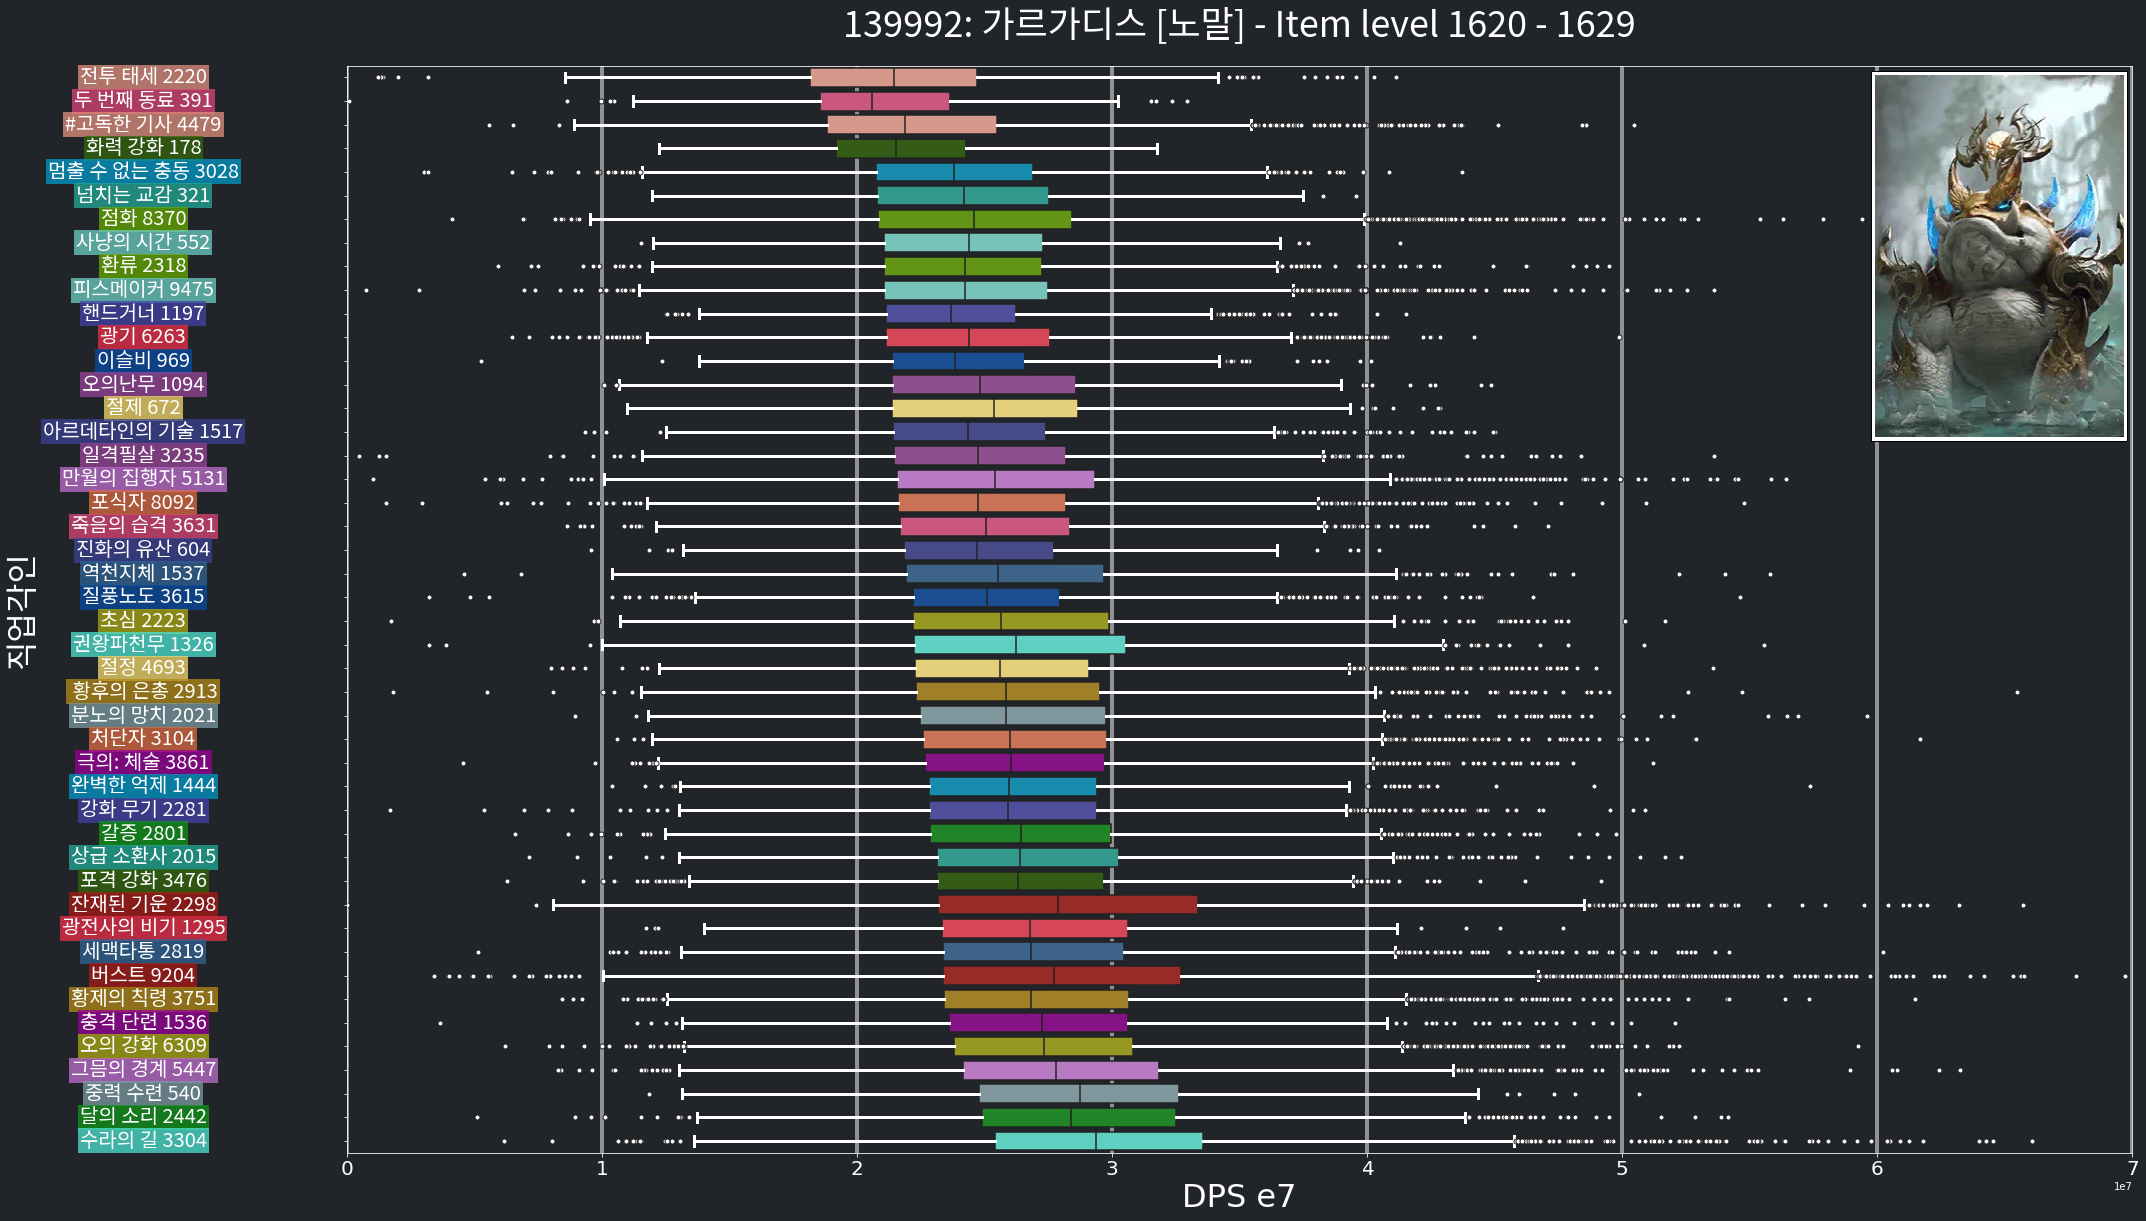 139992: 가르가디스 [노말] - Item level 1620 - 1629
직업각인
전투 태세 2220
두 번째 동료 391
#고독한 기사 4479
화력 강화 178
멈출 수 없는 충동 3028
넘치는 교감 321
점화 8370
사냥의 시간 552
환류 2318
피스메이커 9475
핸드거너 1197
광기 6263
이슬비 969
오의난무 1094
절제 672
아르데타인의 기술 1517
일격필살 3235
만월의 집행자 5131
포식자 8092
죽음의 습격 3631
진화의 유산 604
역천지체 1537
질풍노도 3615
초심 2223
권왕파천무 1326
절정 4693
황후의 은총 2913
분노의 망치 2021
처단자 3104
극의: 체술 3861
완벽한 억제 1444
강화 무기 2281
갈증 2801
상급 소환사 2015
포격 강화 3476
잔재된 기운 2298
광전사의 비기 1295
세맥타통 2819
버스트 9204
황제의 칙령 3751
충격 단련 1536
오의 강화 6309
그믐의 경계 5447
중력 수련 540
달의 소리 2442
수라의 길 3304
0 1 2 3 4 5 6 7
DPS e7
1e7